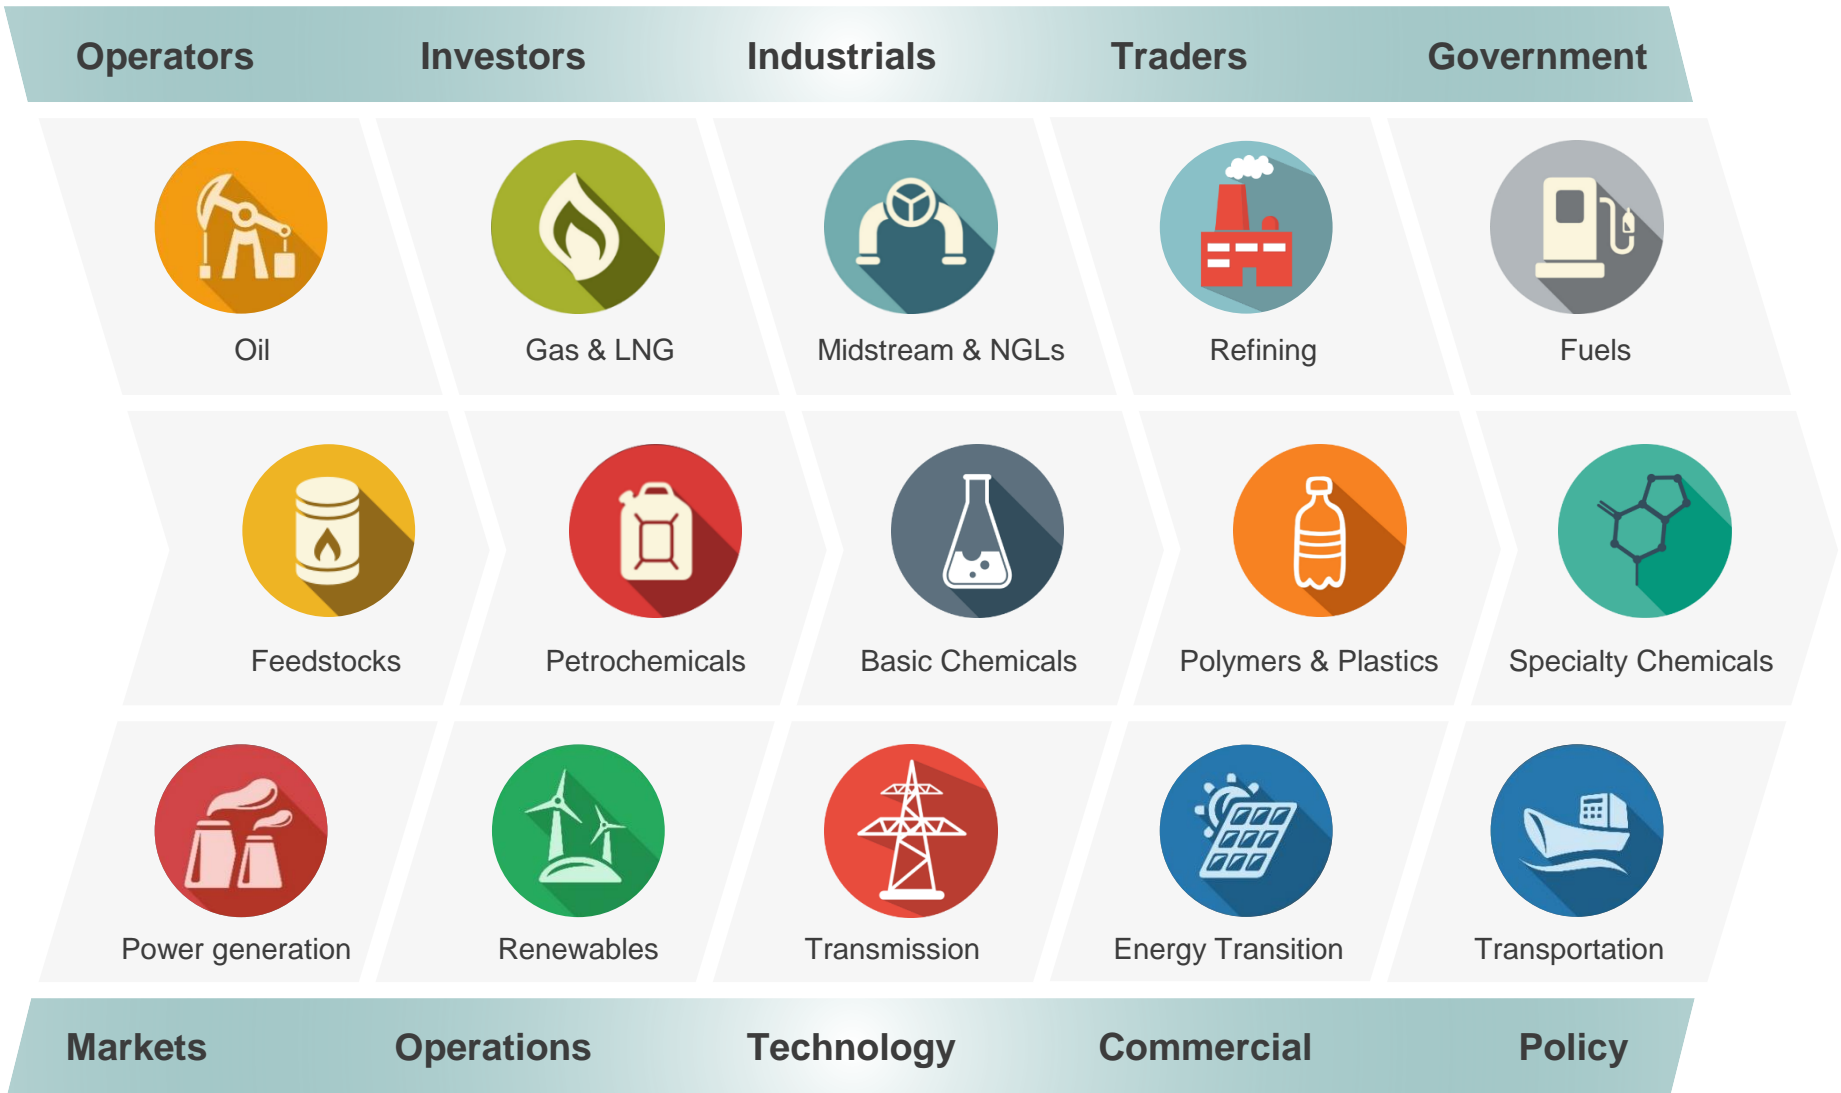 Operators Investors Industrials Traders Government
Oil Gas & LNG Midstream & NGLs Refining Fuels
Feedstocks Petrochemicals Basic Chemicals Polymers & Plastics Specialty Chemicals
Power generation Renewables Transmission Energy Transition Transportation
Markets Operations Technology Commercial Policy